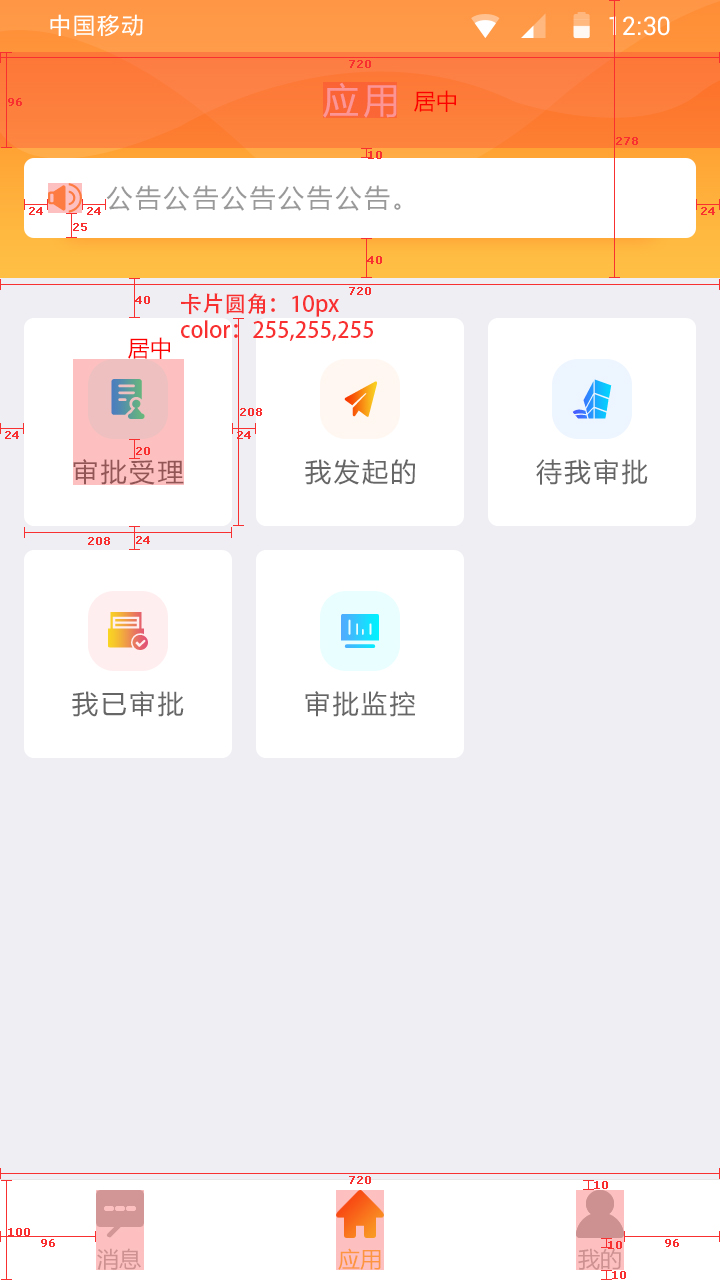 中国移动 12:30
720
96
应用 居中
278
10
公告公告公告公告公告。
24 24 24
25
40
720
40
卡片圆角：10px
color：255,255,255
居中
208
24 24
20
审批受理 我发起的 待我审批
208 24
我已审批 审批监控
720
10
100
96 10 96
消息 应用 我的
10